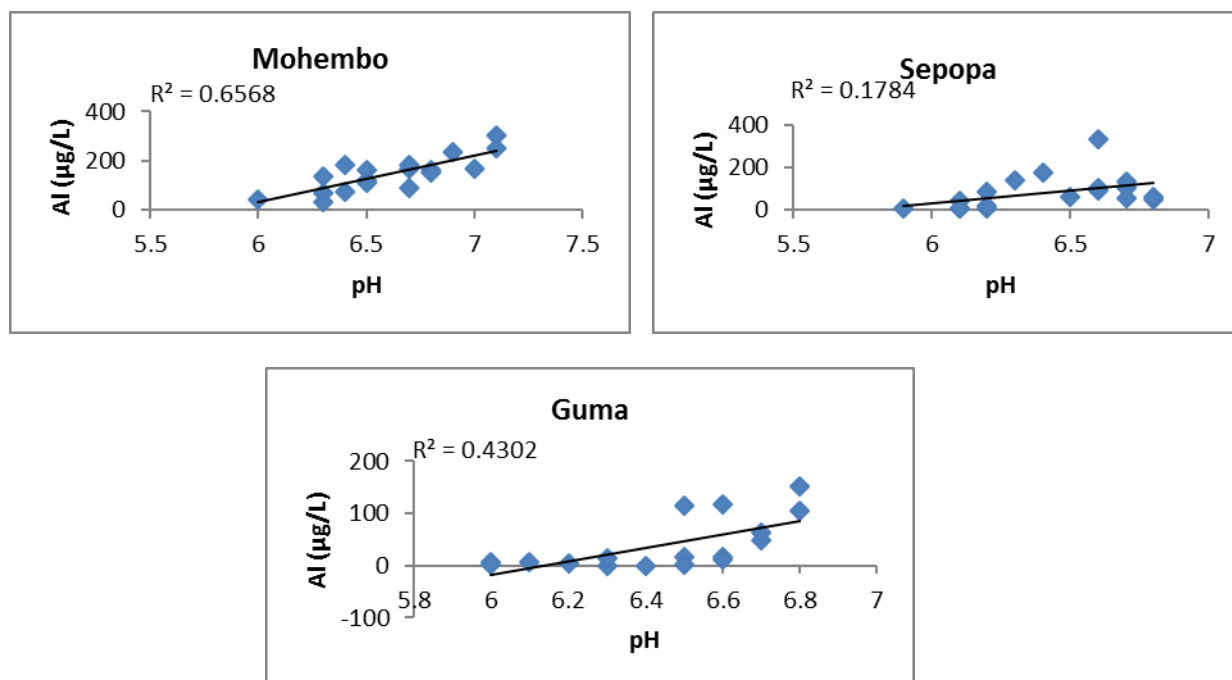 Mohembo
R² = 0.6568
400
200
0
Al (µg/L)
5.5 6 6.5 7 7.5
pH
Sepopa
R² = 0.1784
400
200
0
Al (µg/L)
5.5 6 6.5 7
pH
Guma
R² = 0.4302
200
100
0
-100
Al (µg/L)
5.8 6 6.2 6.4 6.6 6.8 7
pH